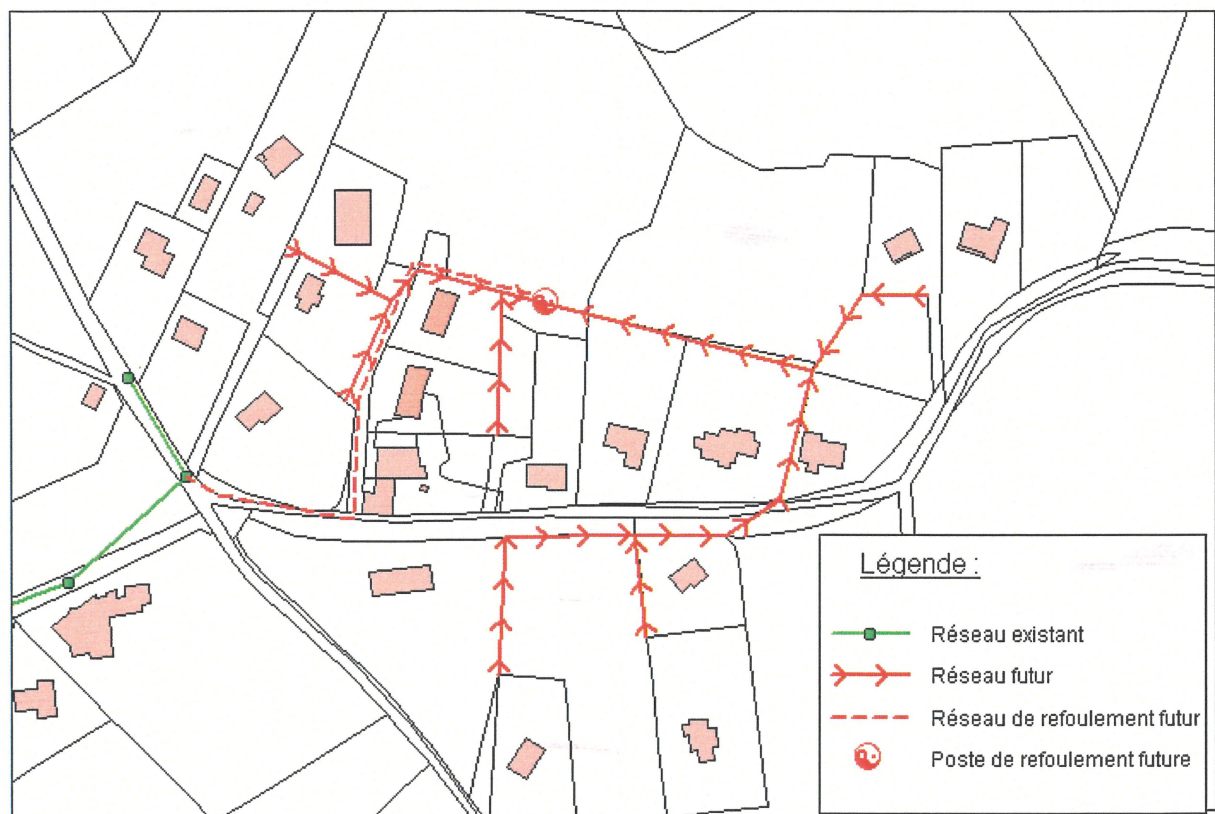 Légende :
Réseau existant
Réseau futur
Réseau de refoulement futur
Poste de refoulement future